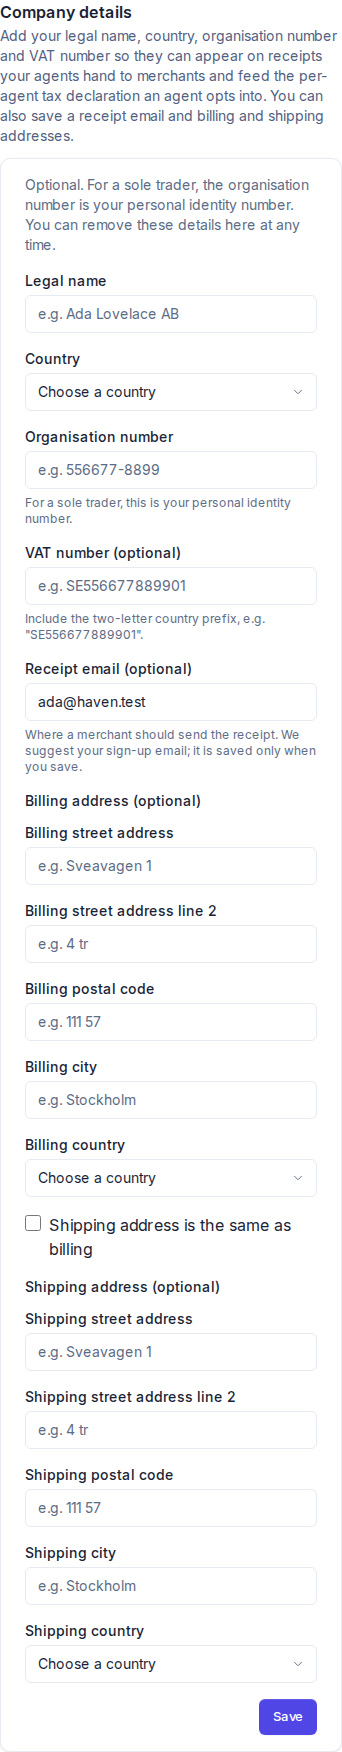 Company details
Add your legal name, country, organisation number
and VAT number so they can appear on receipts
your agents hand to merchants and feed the per-
agent tax declaration an agent opts into. You can
also save a receipt email and billing and shipping
addresses.
Optional. For a sole trader, the organisation
number is your personal identity number.
You can remove these details here at any
time.
Legal name
e.g. Ada Lovelace AB
Country
Choose a country
Organisation number
e.g. 556677-8899
For a sole trader, this is your personal identity
number.
VAT number (optional)
e.g. SE556677889901
Include the two-letter country prefix, e.g.
"SE556677889901".
Receipt email (optional)
ada@haven.test
Where a merchant should send the receipt. We
suggest your sign-up email; it is saved only when
you save.
Billing address (optional)
Billing street address
e.g. Sveavagen 1
Billing street address line 2
e.g. 4 tr
Billing postal code
e.g. 111 57
Billing city
e.g. Stockholm
Billing country
Choose a country
Shipping address is the same as
billing
Shipping address (optional)
Shipping street address
e.g. Sveavagen 1
Shipping street address line 2
e.g. 4 tr
Shipping postal code
e.g. 111 57
Shipping city
e.g. Stockholm
Shipping country
Choose a country
Save